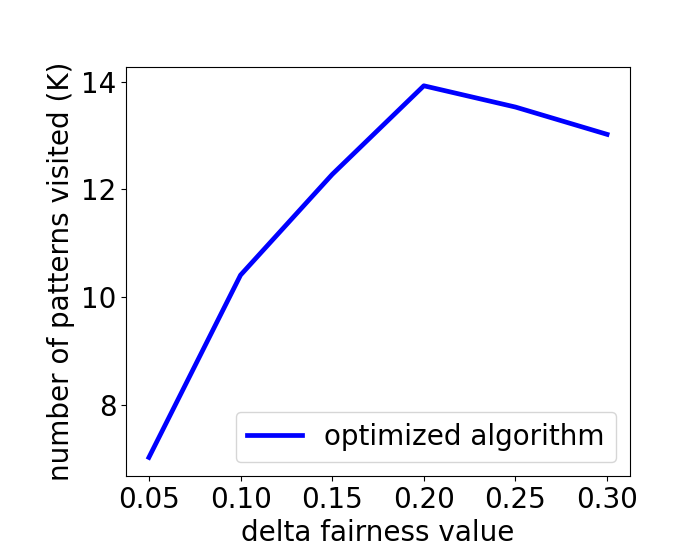 number of patterns visited (K)
14
12
10
8
optimized algorithm
0.05 0.10 0.15 0.20 0.25 0.30
delta fairness value